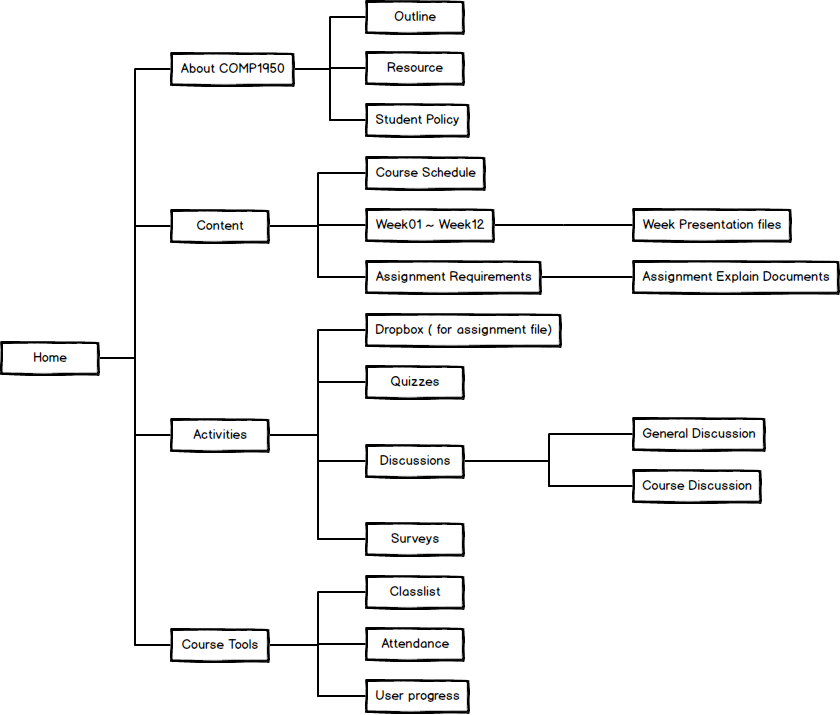 Outline
About COMP1950
Resource
Student Policy
Course Schedule
Content
Week01 ~ Week12
Week Presentation files
Assignment Requirements
Assignment Explain Documents
Home
Dropbox ( for assignment file)
Quizzes
Activities
General Discussion
Discussions
Course Discussion
Surveys
Classlist
Course Tools
Attendance
User progress